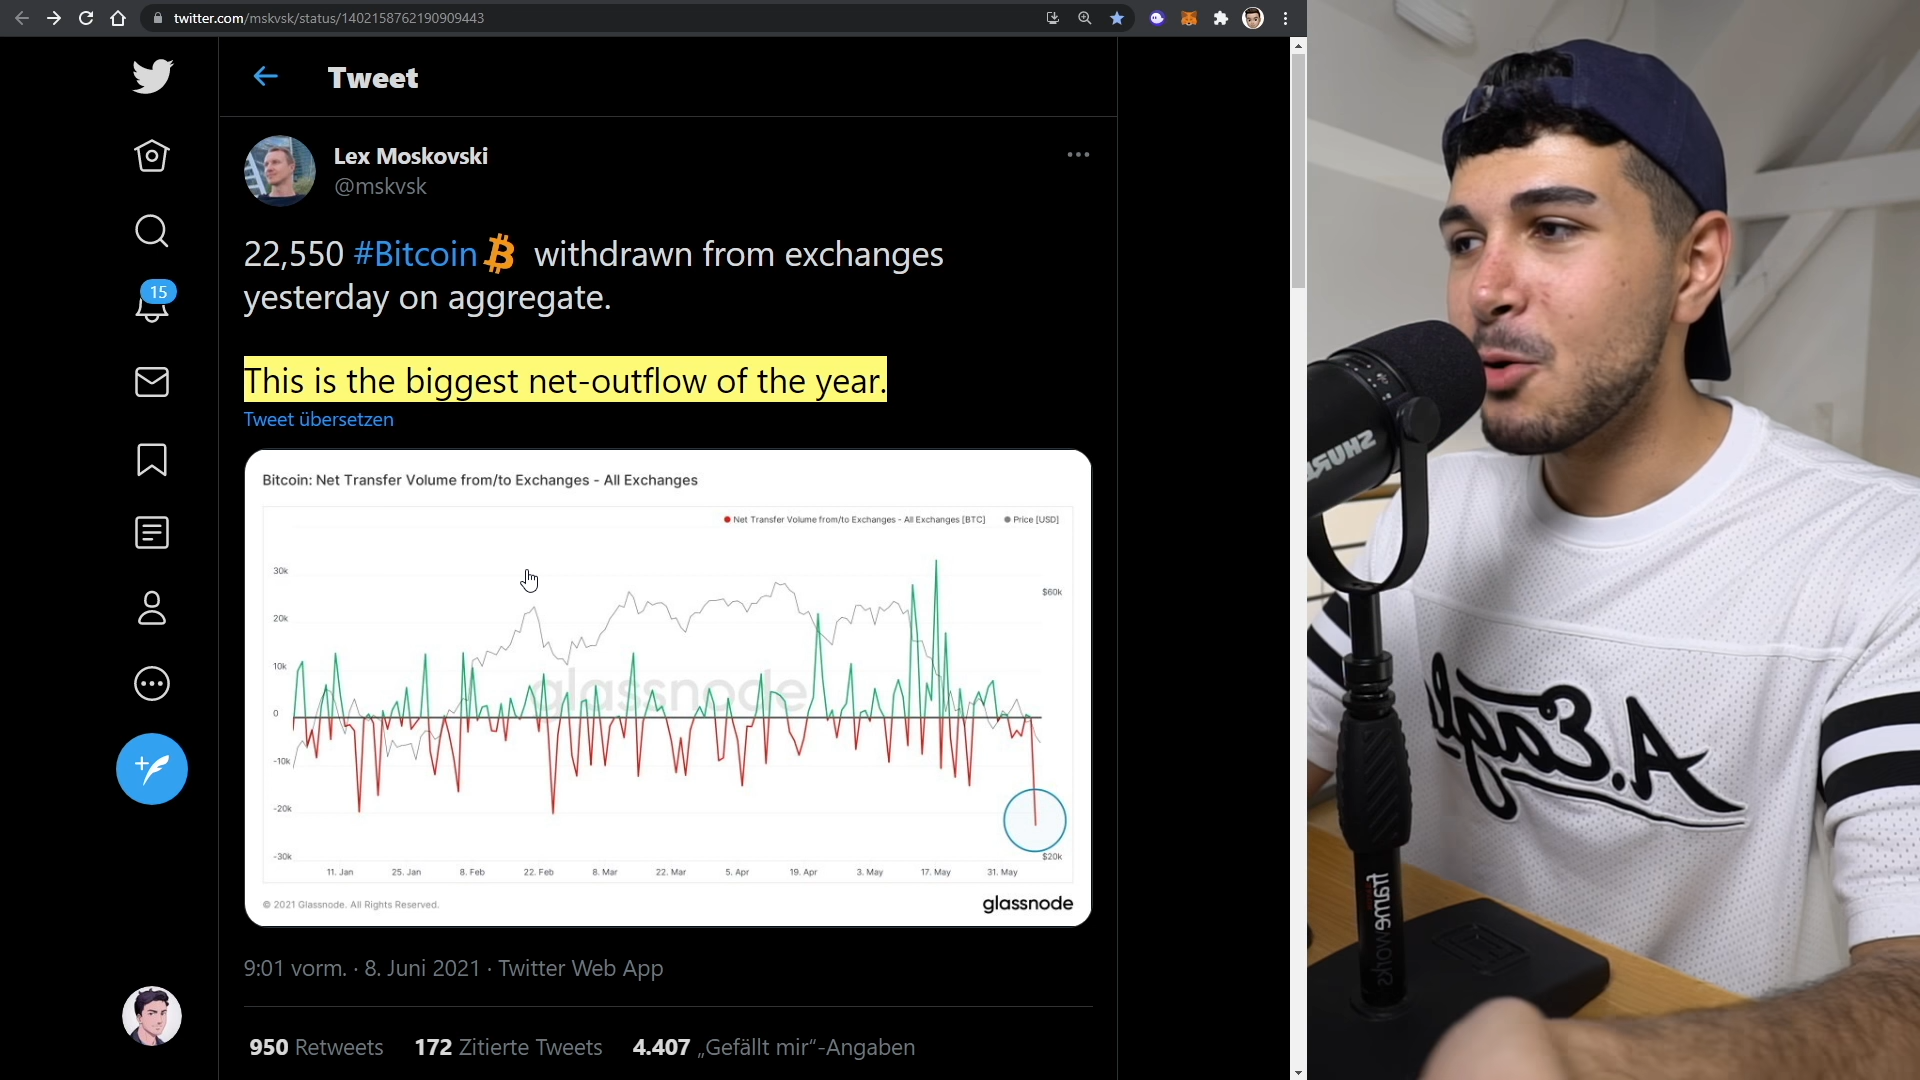 twitter.com/mskvsk/status/1402158762190909443
Tweet
Lex Moskovski
@mskvsk
15
22,550 #Bitcoin withdrawn from exchanges
yesterday on aggregate.
This is the biggest net-outflow of the year.
Tweet übersetzen
Bitcoin: Net Transfer Volume from/to Exchanges - All Exchanges
Net Transfer Volume from/to Exchanges - All Exchanges [BTC]
Price [USD]
30k
$60k
20k
10k
glassnode
0
-10k
-20k
-30k
$20k
11. Jan
25. Jan
8. Feb
22. Feb
8. Mar
22. Mar
5. Apr
19. Apr
3. May
17. May
31. May
© 2021 Glassnode. All Rights Reserved.
glassnode
9:01 vorm. · 8. Juni 2021 · Twitter Web App
950 Retweets
172 Zitierte Tweets
4.407 „Gefällt mir“-Angaben
SHURE
frameworks